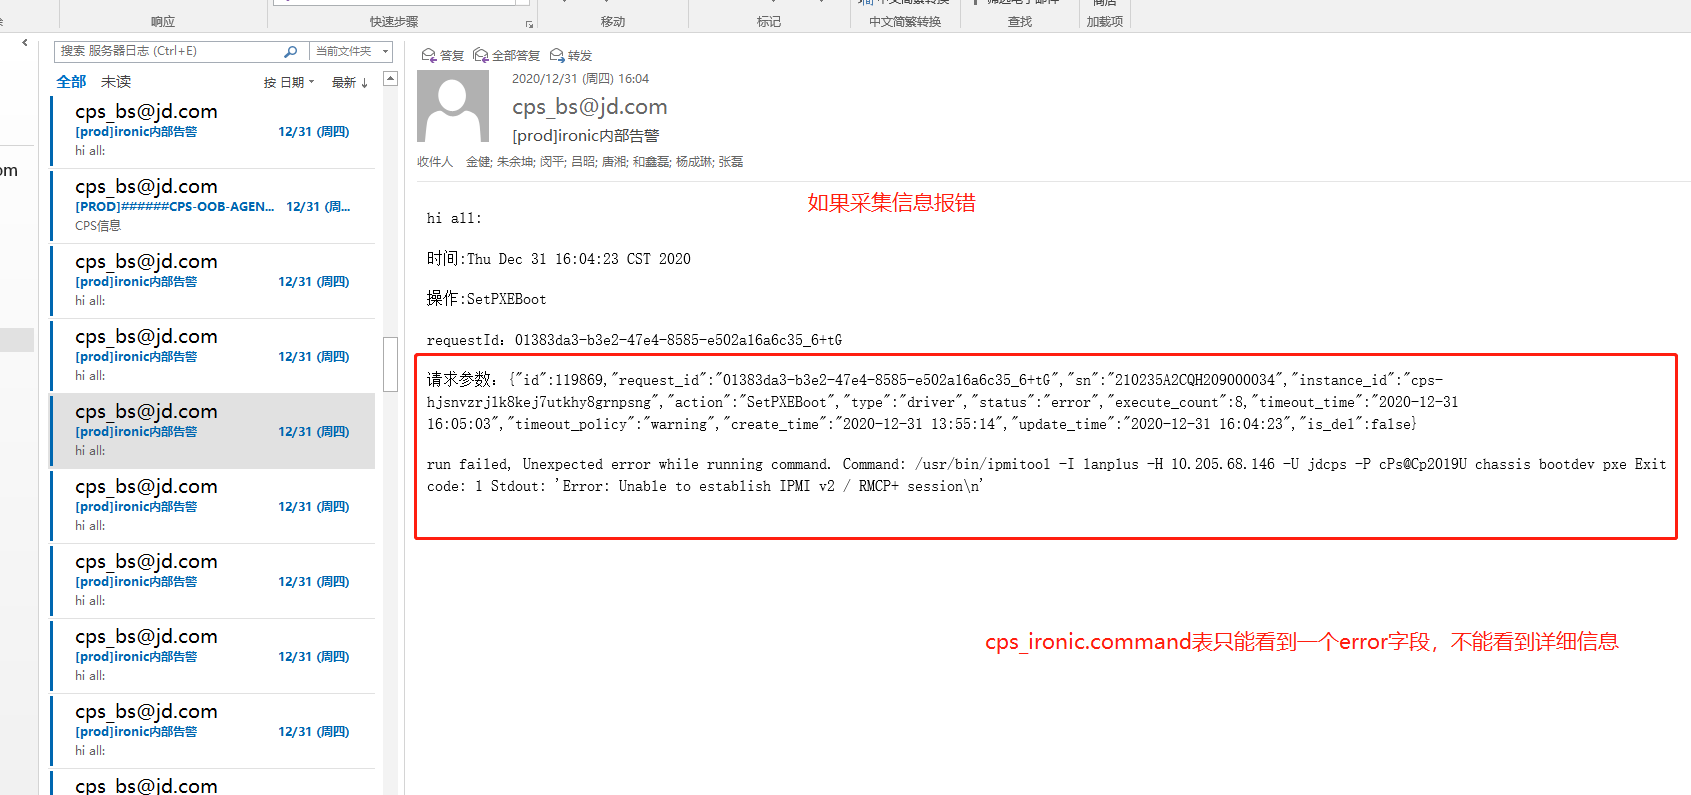 响应
快速步骤
移动
标记
中文简繁转换
查找
加载项
搜索 服务器日志 (Ctrl+E)
当前文件夹
全部 未读
按 日期
最新 ↓
cps_bs@jd.com
[prod]ironic内部告警 12/31 (周四)
hi all:
cps_bs@jd.com
[PROD]######CPS-OOB-AGEN... 12/31 (周...
CPS信息
cps_bs@jd.com
[prod]ironic内部告警 12/31 (周四)
hi all:
cps_bs@jd.com
[prod]ironic内部告警 12/31 (周四)
hi all:
cps_bs@jd.com
[prod]ironic内部告警 12/31 (周四)
hi all:
cps_bs@jd.com
[prod]ironic内部告警 12/31 (周四)
hi all:
cps_bs@jd.com
[prod]ironic内部告警 12/31 (周四)
hi all:
cps_bs@jd.com
[prod]ironic内部告警 12/31 (周四)
hi all:
cps_bs@jd.com
[prod]ironic内部告警 12/31 (周四)
hi all:
cps_bs@jd.com
om
答复 全部答复 转发
2020/12/31 (周四) 16:04
cps_bs@jd.com
[prod]ironic内部告警
收件人 金健; 朱余坤; 闵平; 吕昭; 唐湘; 和鑫磊; 杨成琳; 张磊
如果采集信息报错
hi all:
时间:Thu Dec 31 16:04:23 CST 2020
操作:SetPXEBoot
requestId: 01383da3-b3e2-47e4-8585-e502a16a6c35_6+tG
请求参数: {"id":119869,"request_id":"01383da3-b3e2-47e4-8585-e502a16a6c35_6+tG","sn":"210235A2CQH209000034","instance_id":"cps-
hjsnvzrjlk8kej7utkhy8grnpsng","action":"SetPXEBoot","type":"driver","status":"error","execute_count":8,"timeout_time":"2020-12-31
16:05:03","timeout_policy":"warning","create_time":"2020-12-31 13:55:14","update_time":"2020-12-31 16:04:23","is_del":false}
run failed, Unexpected error while running command. Command: /usr/bin/ipmitool -I lanplus -H 10.205.68.146 -U jdcps -P cPs@Cp2019U chassis bootdev pxe Exit
code: 1 Stdout: 'Error: Unable to establish IPMI v2 / RMCP+ session\n'
cps_ironic.command表只能看到一个error字段，不能看到详细信息